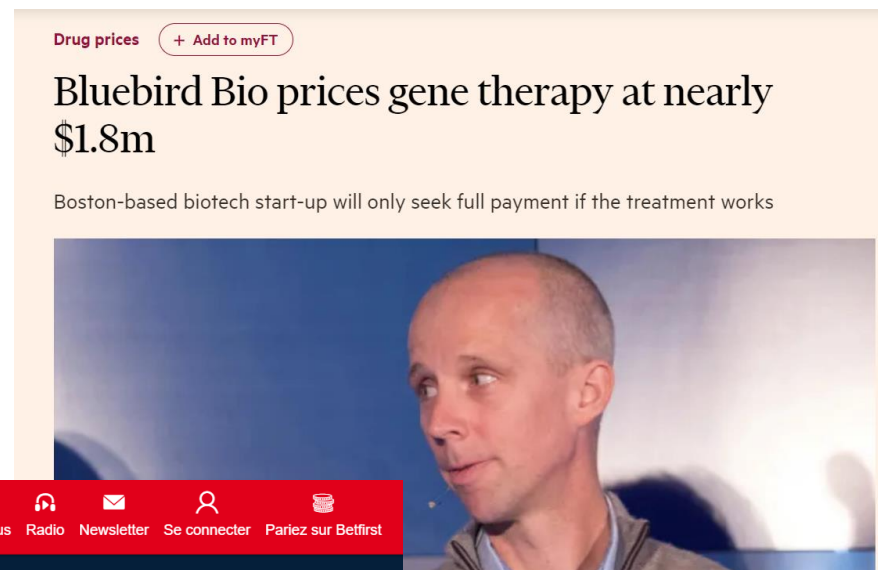 Drug prices + Add to myFT
Bluebird Bio prices gene therapy at nearly
$1.8m
Boston-based biotech start-up will only seek full payment if the treatment works
us Radio Newsletter Se connecter Pariez sur Betfirst